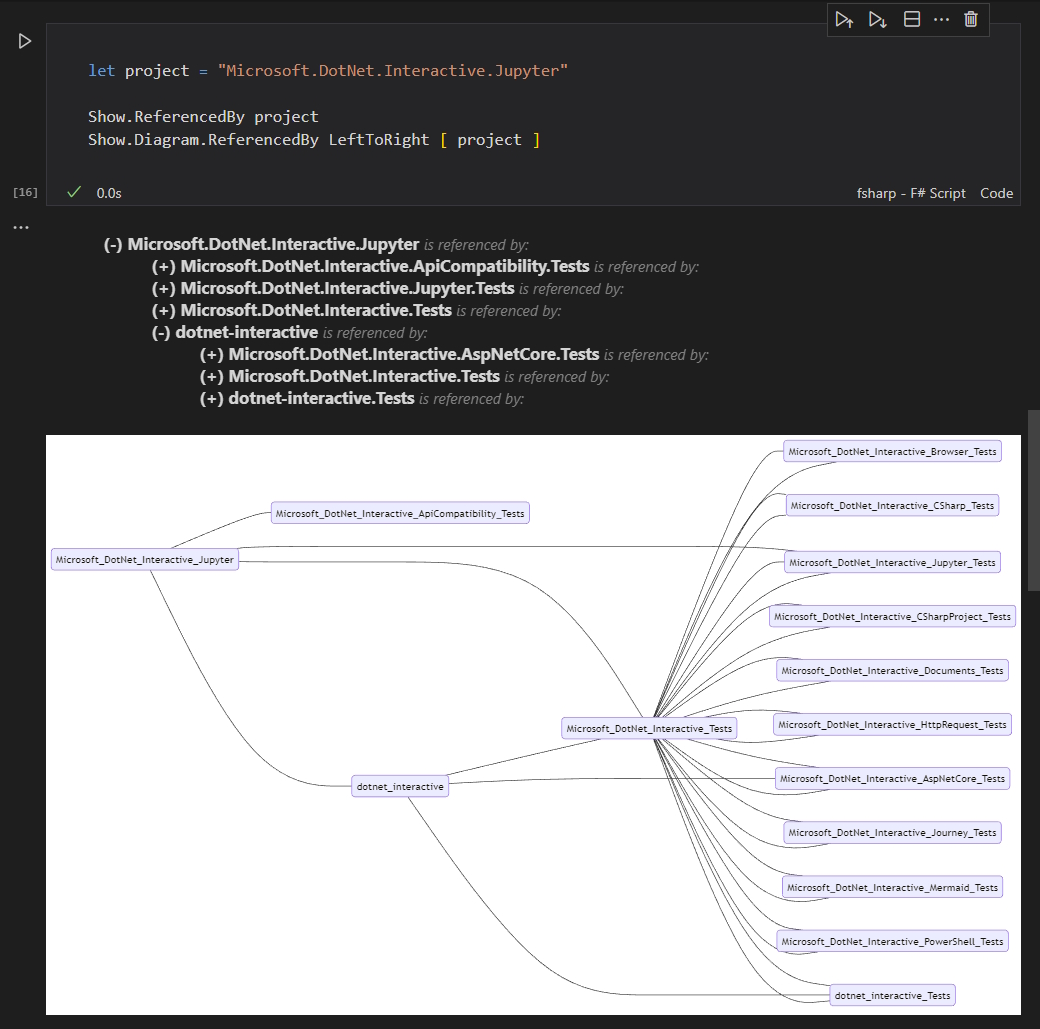 let project = "Microsoft.DotNet.Interactive.Jupyter"
Show.ReferencedBy project
Show.Diagram.ReferencedBy LeftToRight [ project ]
[16] 0.0s fsharp - F# Script Code
(-) Microsoft.DotNet.Interactive.Jupyter is referenced by:
(+) Microsoft.DotNet.Interactive.ApiCompatibility.Tests is referenced by:
(+) Microsoft.DotNet.Interactive.Jupyter.Tests is referenced by:
(+) Microsoft.DotNet.Interactive.Tests is referenced by:
(-) dotnet-interactive is referenced by:
(+) Microsoft.DotNet.Interactive.AspNetCore.Tests is referenced by:
(+) Microsoft.DotNet.Interactive.Tests is referenced by:
(+) dotnet-interactive.Tests is referenced by:
Microsoft_DotNet_Interactive_Browser_Tests
Microsoft_DotNet_Interactive_CSharp_Tests
Microsoft_DotNet_Interactive_ApiCompatibility_Tests
Microsoft_DotNet_Interactive_Jupyter
Microsoft_DotNet_Interactive_Jupyter_Tests
Microsoft_DotNet_Interactive_CSharpProject_Tests
Microsoft_DotNet_Interactive_Documents_Tests
Microsoft_DotNet_Interactive_HttpRequest_Tests
Microsoft_DotNet_Interactive_Tests
Microsoft_DotNet_Interactive_AspNetCore_Tests
dotnet_interactive
Microsoft_DotNet_Interactive_Journey_Tests
Microsoft_DotNet_Interactive_Mermaid_Tests
Microsoft_DotNet_Interactive_PowerShell_Tests
dotnet_interactive_Tests